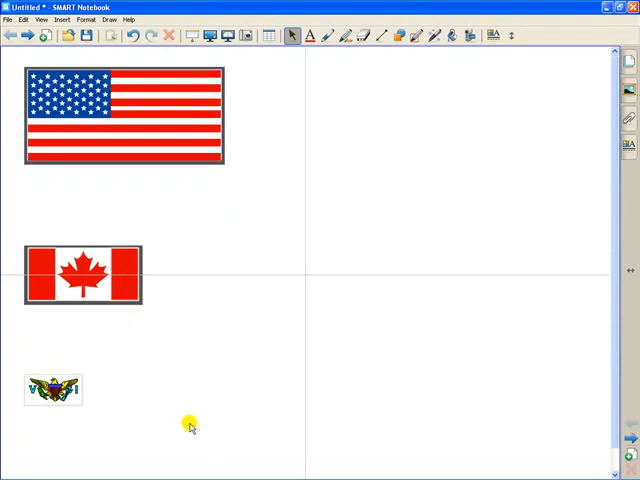 Untitled * - SMART Notebook
File Edit View Insert Format Draw Help
V I